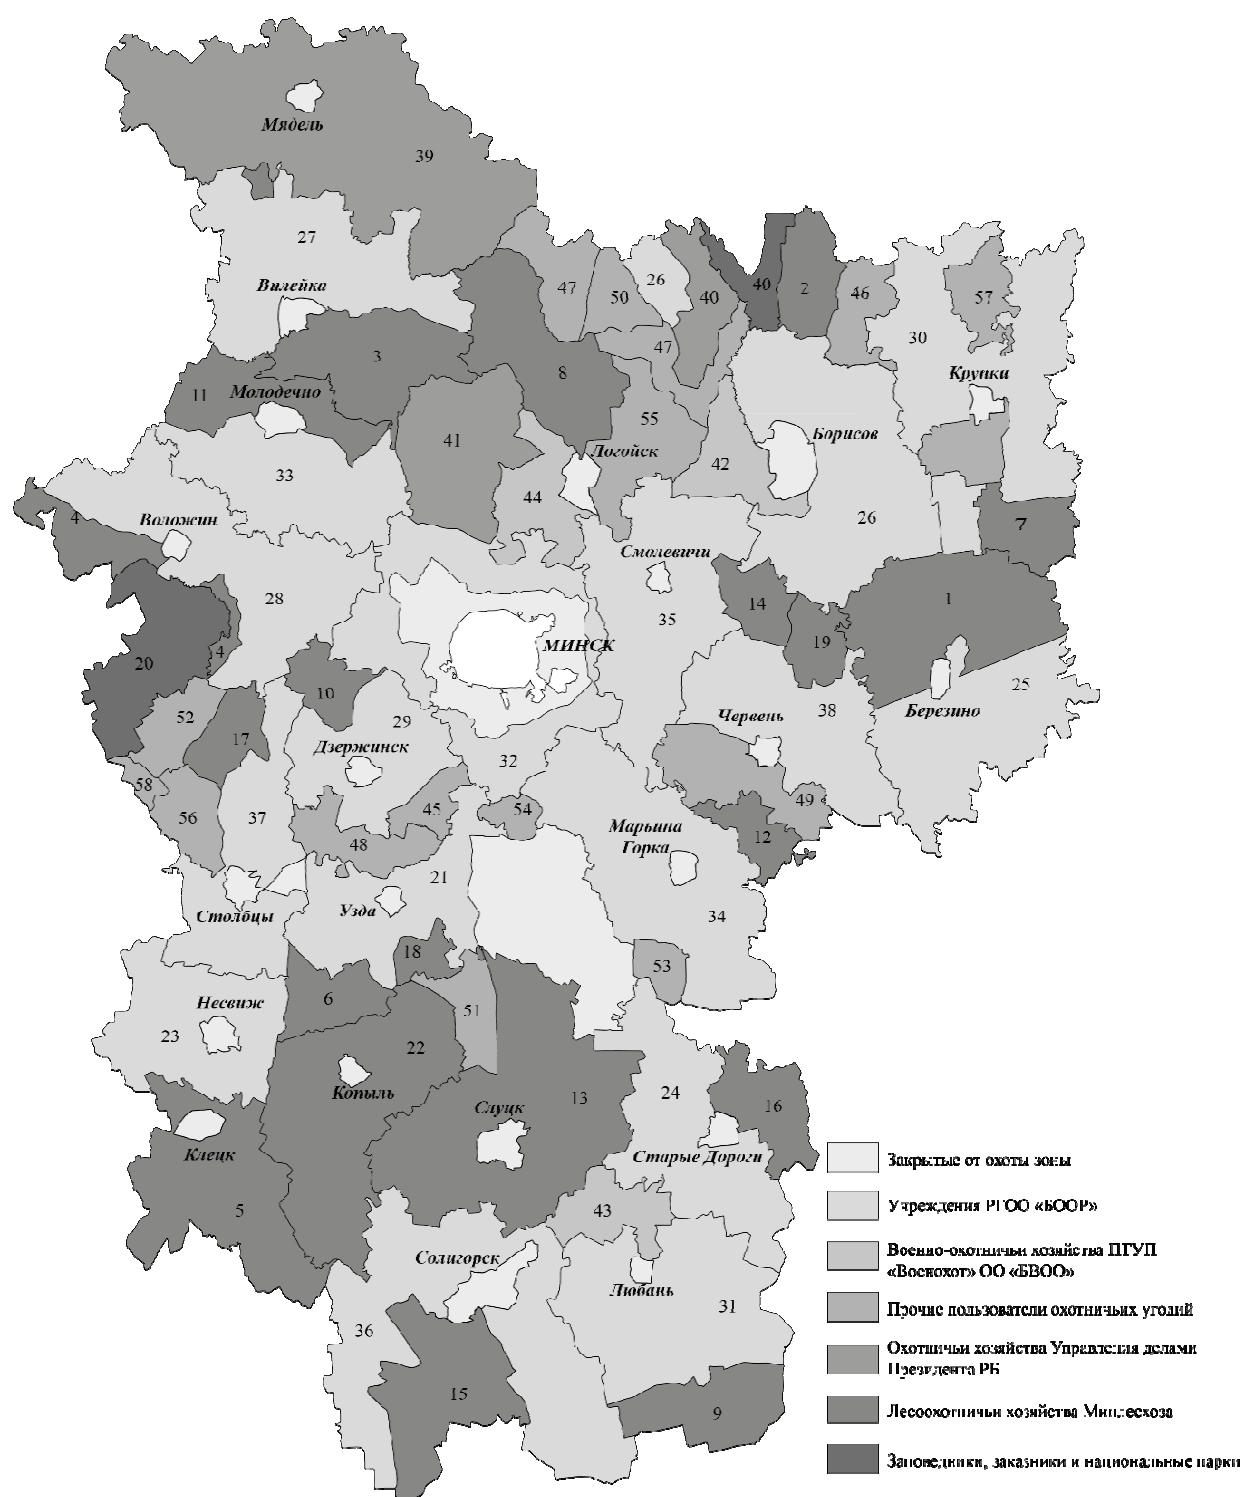 Мядель
39
27
Вилейка
47
50
26
40
40
2
46
57
30
3
47
8
Крупки
11
Молодечно
55
41
Борисов
Логойск
42
33
44
4
Воложин
26
7
Смолевичи
28
14
1
35
МИНСК
19
4
20
10
25
52
29
Червень
38
Березино
17
Дзержинск
32
58
45
54
49
56
37
Марьина
Горка
12
48
21
Узда
Столбцы
34
18
53
6
Несвиж
51
23
22
Копыль
24
13
16
Слуцк
Клецк
Старые Дороги
5
43
Солигорск
Любань
31
36
15
9
Закрытые от охоты зоны
Учреждения РГОО «БООР»
Военно-охотничьи хозяйства ПТУП
«Военохот» ОО «БВОО»
Прочие пользователи охотничьих угодий
Охотничьи хозяйства Управления делами
Президента РБ
Лесоохотничьи хозяйства Минлесхоза
Заповедники, заказники и национальные парки